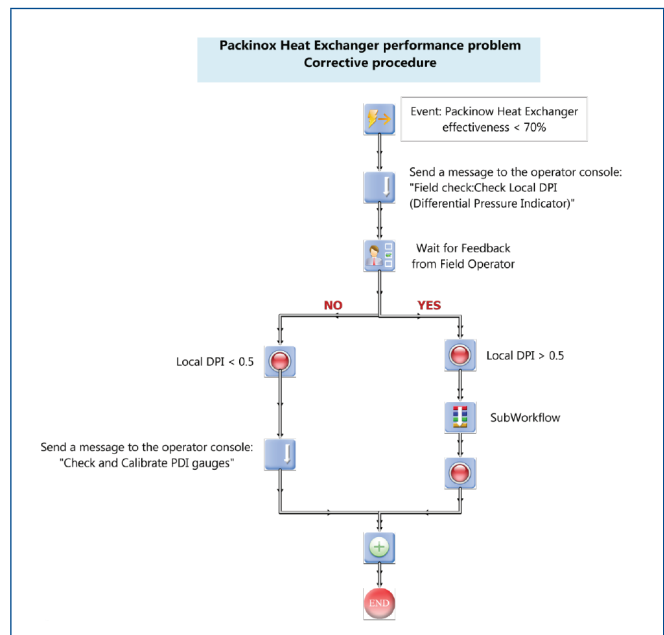 Packinox Heat Exchanger performance problem
Corrective procedure
Event: Packinow Heat Exchanger
effectiveness < 70%
Send a message to the operator console:
"Field check:Check Local DPI
(Differential Pressure Indicator)"
Wait for Feedback
from Field Operator
NO
YES
Local DPI < 0.5
Local DPI > 0.5
SubWorkflow
Send a message to the operator console:
"Check and Calibrate PDI gauges"
END